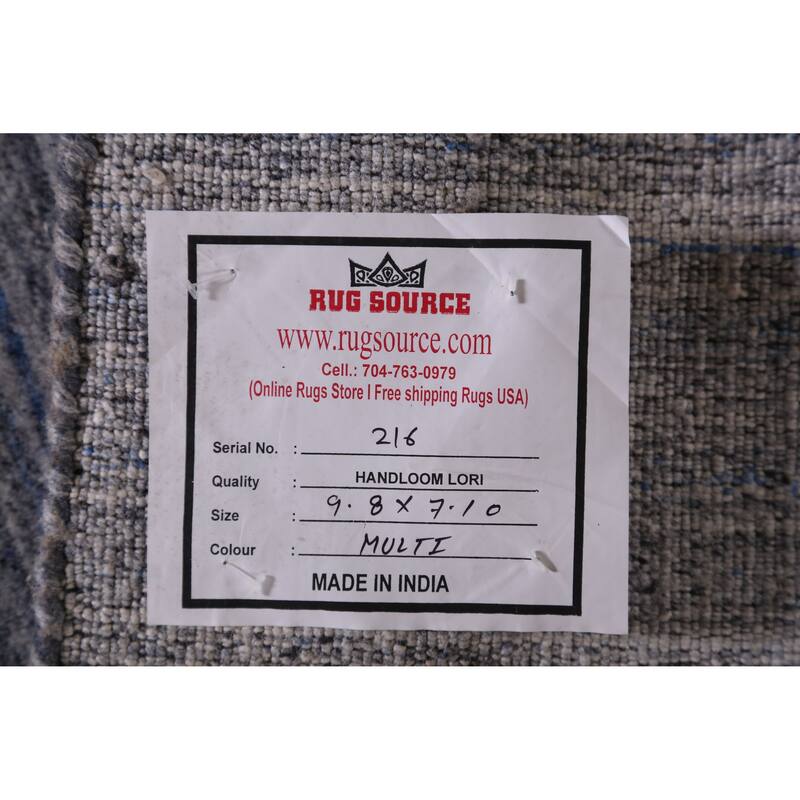 RUG SOURCE
www.rugsource.com
Cell.: 704-763-0979
(Online Rugs Store I Free shipping Rugs USA)
Serial No. : 216
Quality : HANDLOOM LORI
Size : 9.8 X 7.10
Colour : MULTI
MADE IN INDIA